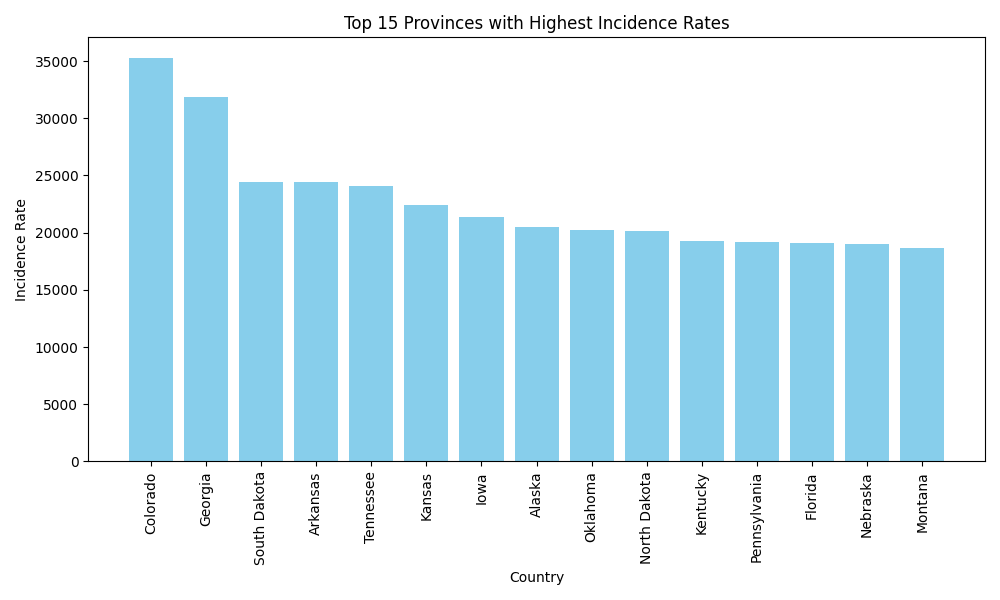 Top 15 Provinces with Highest Incidence Rates
Incidence Rate
35000
30000
25000
20000
15000
10000
5000
0
Colorado
Georgia
South Dakota
Arkansas
Tennessee
Kansas
Iowa
Alaska
Oklahoma
North Dakota
Kentucky
Pennsylvania
Florida
Nebraska
Montana
Country